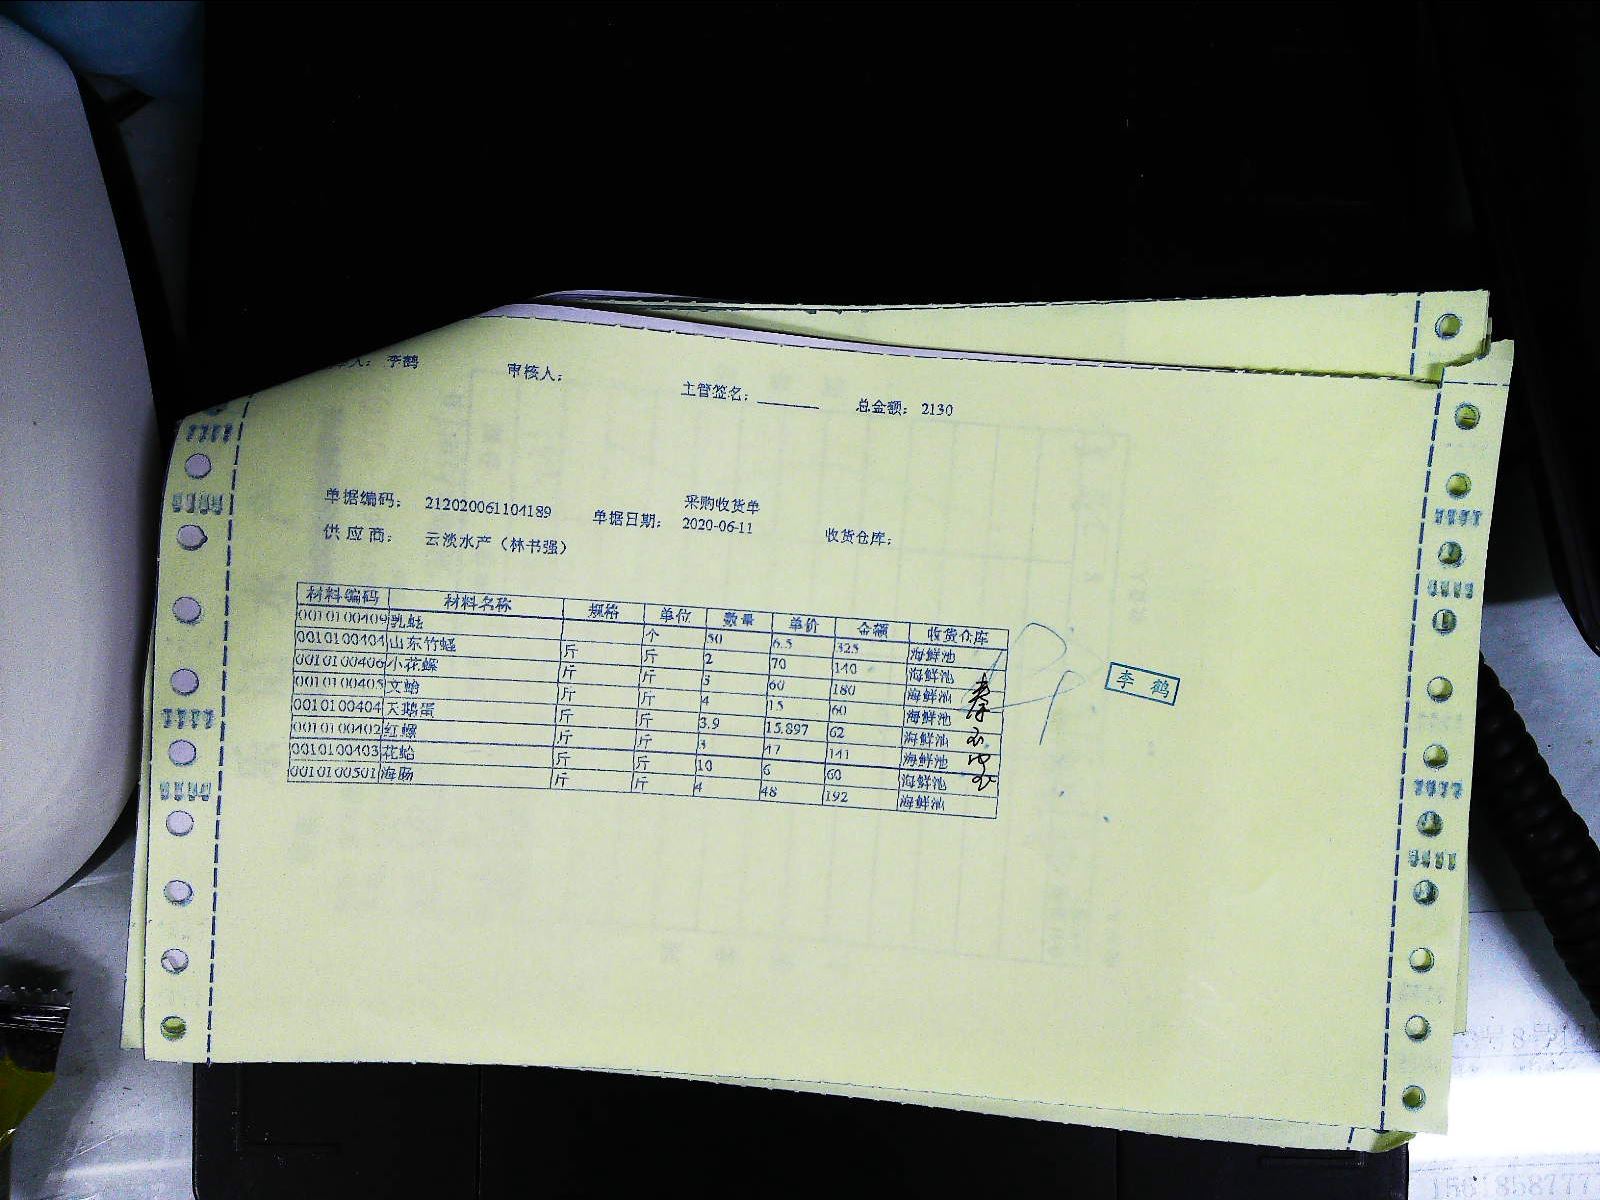 人： 李鹤 审核人： 主管签名： 总金额： 2130
采购收货单
单据编码： 212020061104189 单据日期： 2020-06-11 收货仓库：
供 应 商： 云淡水产（林书强）
材料编码 材料名称 规格 单位 数量 单价 金额 收货仓库
0010100409 乳蛄 个 50 6.5 325 海鲜池
0010100404 山东竹蛏 斤 斤 2 70 140 海鲜池
0010100406 小花螺 斤 斤 3 60 180 海鲜池
0010100405 文蛤 斤 斤 4 15 60 海鲜池
0010100404 天鹅蛋 斤 斤 3.9 15.897 62 海鲜池
0010100402 红螺 斤 斤 3 47 141 海鲜池
0010100403 花蛤 斤 斤 10 6 60 海鲜池
0010100501 海肠 斤 斤 4 48 192 海鲜池
李 鹤